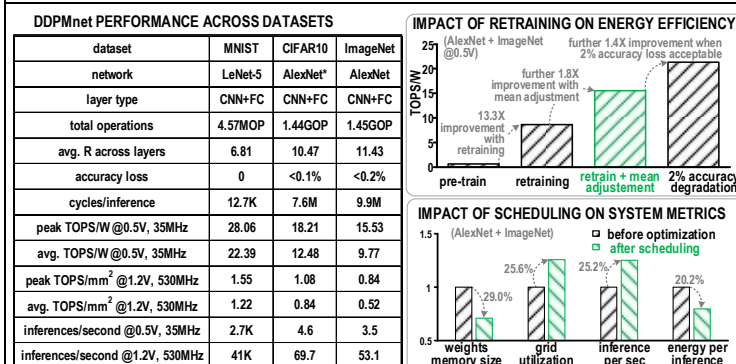 DDPMnet PERFORMANCE ACROSS DATASETS
dataset MNIST CIFAR10 ImageNet
network LeNet-5 AlexNet* AlexNet
layer type CNN+FC CNN+FC CNN+FC
total operations 4.57MOP 1.44GOP 1.45GOP
avg. R across layers 6.81 10.47 11.43
accuracy loss 0 <0.1% <0.2%
cycles/inference 12.7K 7.6M 9.9M
peak TOPS/W @0.5V, 35MHz 28.06 18.21 15.53
avg. TOPS/W @0.5V, 35MHz 22.39 12.48 9.77
peak TOPS/mm² @1.2V, 530MHz 1.55 1.08 0.84
avg. TOPS/mm² @1.2V, 530MHz 1.22 0.84 0.52
inferences/second @0.5V, 35MHz 2.7K 4.6 3.5
inferences/second @1.2V, 530MHz 41K 69.7 53.1
IMPACT OF RETRAINING ON ENERGY EFFICIENCY
TOPS/W
25
20
15
10
5
0
(AlexNet + ImageNet
@0.5V)
further 1.4X improvement when
2% accuracy loss acceptable
further 1.8X
improvement with
mean adjustment
13.3X
improvement
with
retraining
pre-train
retraining
retrain + mean
adjustement
2% accuracy
degradation
IMPACT OF SCHEDULING ON SYSTEM METRICS
1.5
1
0.5
(AlexNet + ImageNet)
before optimization
after scheduling
29.0%
25.6%
25.2%
20.2%
weights
memory size
grid
utilization
inference
per sec
energy per
inference